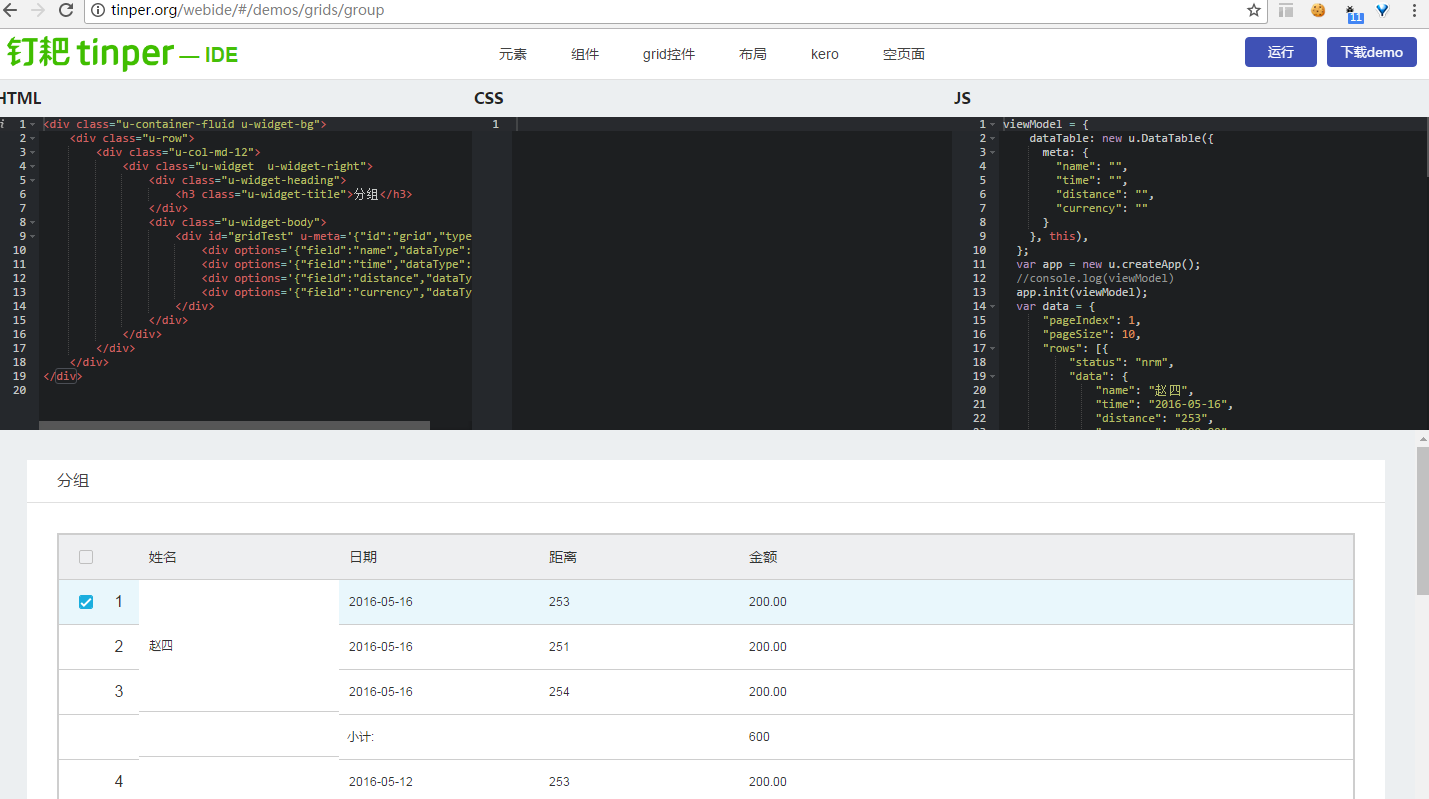 tinper.org/webide/#/demos/grids/group
11
钉耙 tinper — IDE
元素 组件 grid控件 布局 kero 空页面
运行 下载demo
HTML CSS JS
i 1 <div class="u-container-fluid u-widget-bg">
2 <div class="u-row">
3 <div class="u-col-md-12">
4 <div class="u-widget  u-widget-right">
5 <div class="u-widget-heading">
6 <h3 class="u-widget-title">分组</h3>
7 </div>
8 <div class="u-widget-body">
9 <div id="gridTest" u-meta='{"id":"grid","type
10 <div options='{"field":"name","dataType":
11 <div options='{"field":"time","dataType":
12 <div options='{"field":"distance","dataTy
13 <div options='{"field":"currency","dataTy
14 </div>
15 </div>
16 </div>
17 </div>
18 </div>
19 </div>
20
1
1 viewModel = {
2 dataTable: new u.DataTable({
3 meta: {
4 "name": "",
5 "time": "",
6 "distance": "",
7 "currency": ""
8 }
9 }, this),
10 };
11 var app = new u.createApp();
12 //console.log(viewModel)
13 app.init(viewModel);
14 var data = {
15 "pageIndex": 1,
16 "pageSize": 10,
17 "rows": [{
18 "status": "nrm",
19 "data": {
20 "name": "赵四",
21 "time": "2016-05-16",
22 "distance": "253",
分组
姓名 日期 距离 金额
1 2016-05-16 253 200.00
2 赵四 2016-05-16 251 200.00
3 2016-05-16 254 200.00
小计: 600
4 2016-05-12 253 200.00